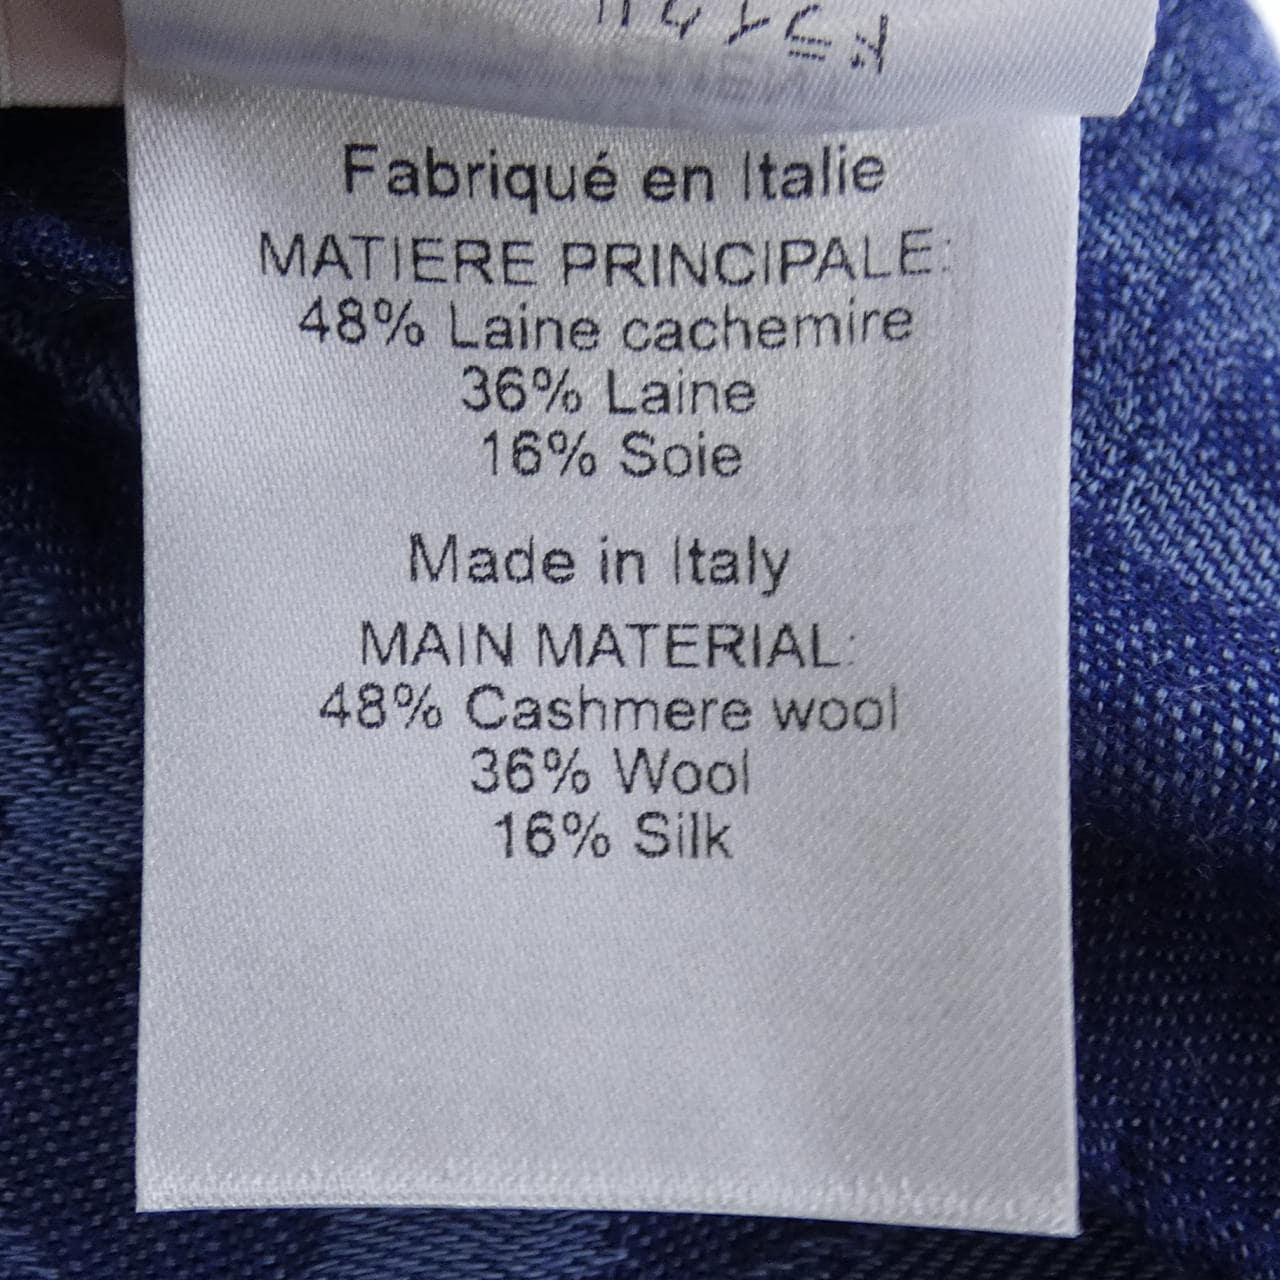 Fabriqué en Italie
MATIERE PRINCIPALE:
48% Laine cachemire
36% Laine
16% Soie
Made in Italy
MAIN MATERIAL:
48% Cashmere wool
36% Wool
16% Silk